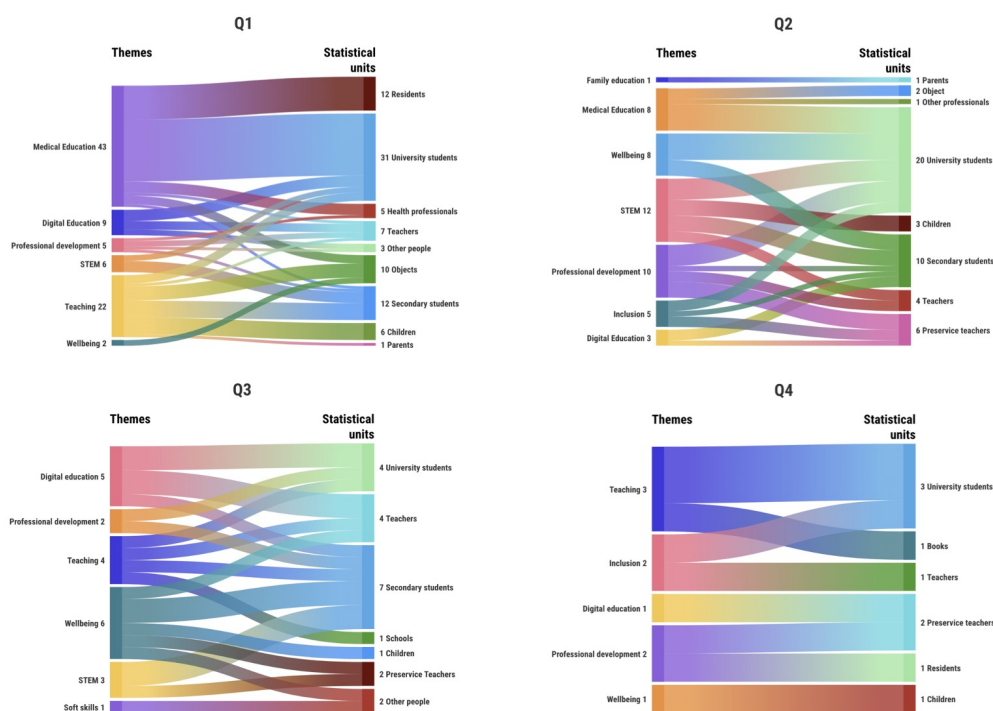 Q1
Themes
Statistical
units
Medical Education 43
Digital Education 9
Professional development 5
STEM 6
Teaching 22
Wellbeing 2
12 Residents
31 University students
5 Health professionals
7 Teachers
3 Other people
10 Objects
12 Secondary students
6 Children
1 Parents
Q2
Themes
Statistical
units
Family education 1
Medical Education 8
Wellbeing 8
STEM 12
Professional development 10
Inclusion 5
Digital Education 3
1 Parents
2 Object
1 Other professionals
20 University students
3 Children
10 Secondary students
4 Teachers
6 Preservice teachers
Q3
Themes
Statistical
units
Digital education 5
Professional development 2
Teaching 4
Wellbeing 6
STEM 3
Soft skills 1
4 University students
4 Teachers
7 Secondary students
1 Schools
1 Children
2 Preservice Teachers
2 Other people
Q4
Themes
Statistical
units
Teaching 3
Inclusion 2
Digital education 1
Professional development 2
Wellbeing 1
3 University students
1 Books
1 Teachers
2 Preservice teachers
1 Residents
1 Children